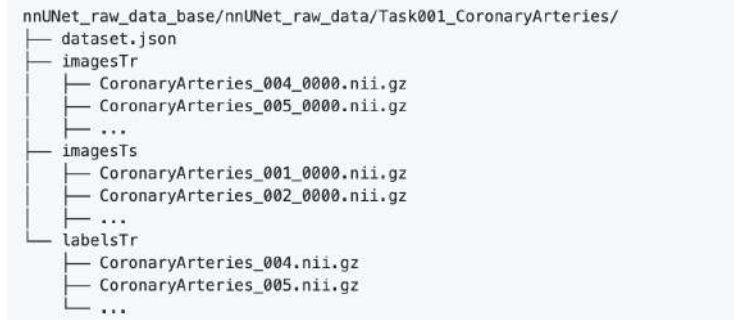 nnUNet_raw_data_base/nnUNet_raw_data/Task001_CoronaryArteries/
├── dataset.json
├── imagesTr
│   ├── CoronaryArteries_004_0000.nii.gz
│   ├── CoronaryArteries_005_0000.nii.gz
│   ├── ...
├── imagesTs
│   ├── CoronaryArteries_001_0000.nii.gz
│   ├── CoronaryArteries_002_0000.nii.gz
│   ├── ...
└── labelsTr
    ├── CoronaryArteries_004.nii.gz
    ├── CoronaryArteries_005.nii.gz
    └── ...